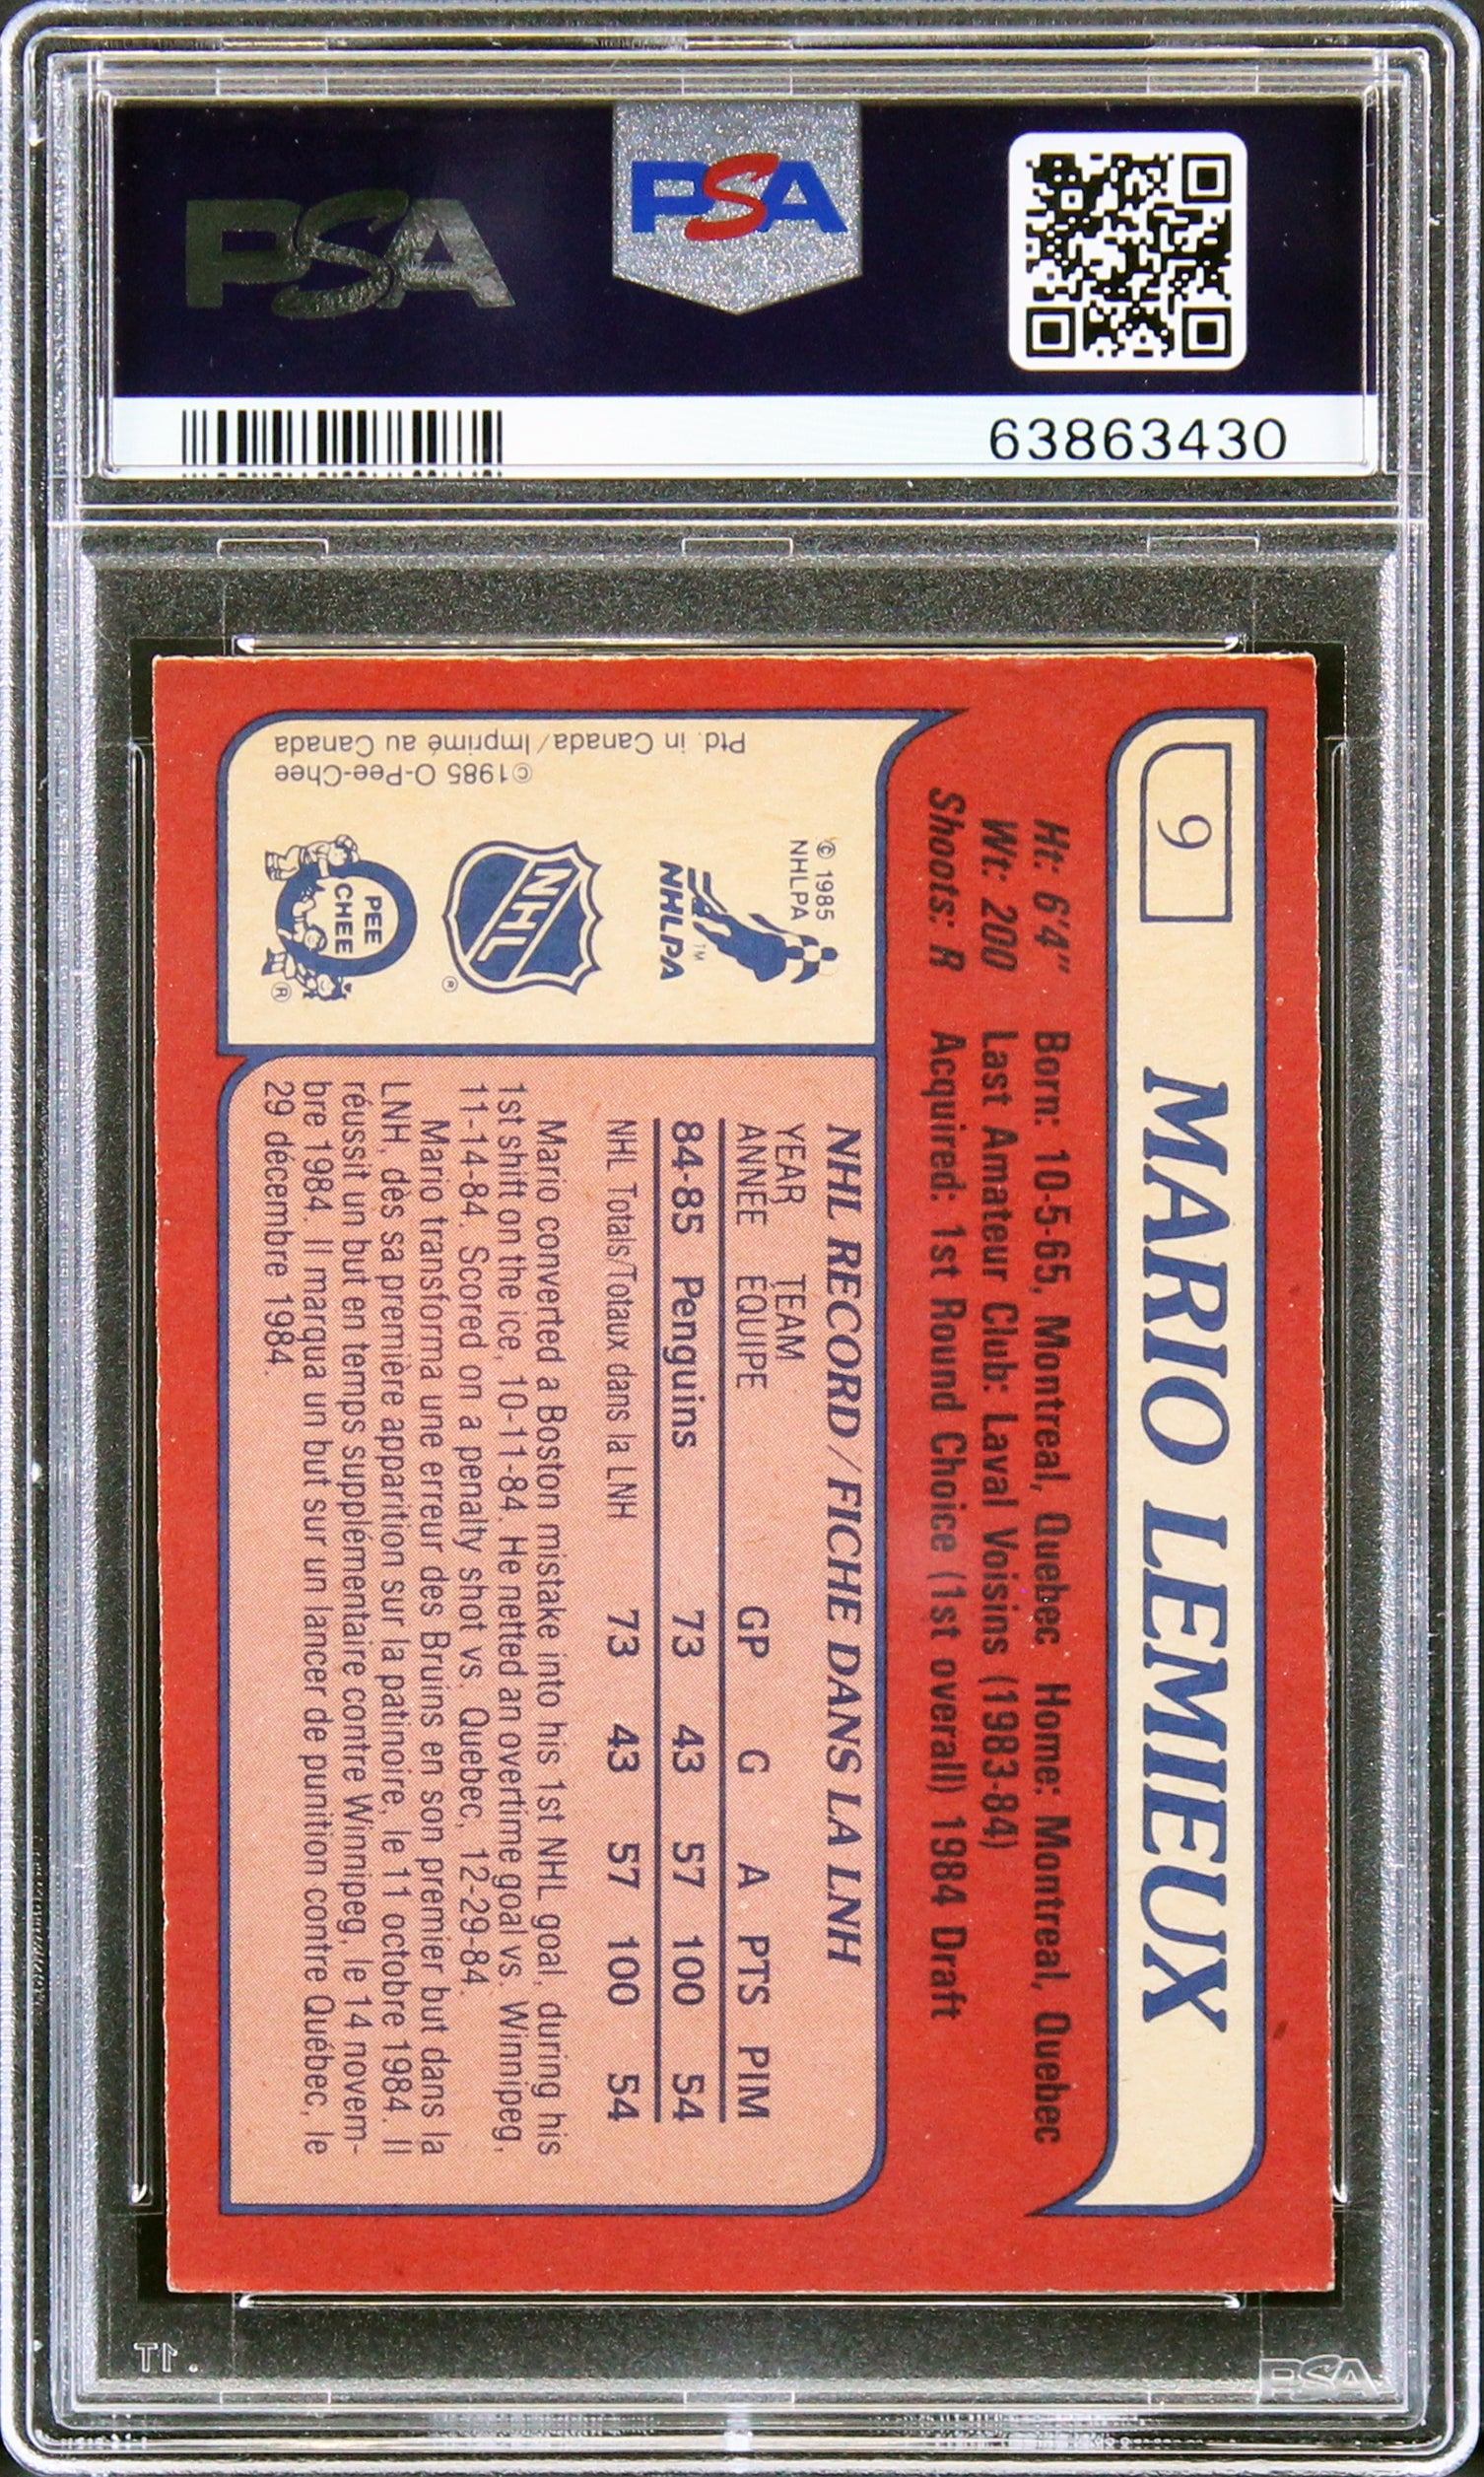 PSA
PSA
63863430
9
MARIO LEMIEUX
Ht: 6'4" Born: 10-5-65, Montreal, Quebec Home: Montreal, Quebec
Wt: 200 Last Amateur Club: Laval Voisins (1983-84)
Shoots: R Acquired: 1st Round Choice (1st overall) 1984 Draft
© 1985
NHLPA
NHLPA™
NHL
®
PEE
CHEE
®
©1985 O-Pee-Chee
Ptd. in Canada/Imprimé au Canada
NHL RECORD/FICHE DANS LA LNH
YEAR TEAM
ANNÉE ÉQUIPE GP G A PTS PIM
84-85 Penguins 73 43 57 100 54
NHL Totals/Totaux dans la LNH 73 43 57 100 54
Mario converted a Boston mistake into his 1st NHL goal, during his
1st shift on the ice, 10-11-84. He netted an overtime goal vs. Winnipeg,
11-14-84. Scored on a penalty shot vs. Quebec, 12-29-84.
Mario transforma une erreur des Bruins en son premier but dans la
LNH, dès sa première apparition sur la patinoire, le 11 octobre 1984. Il
réussit un but en temps supplémentaire contre Winnipeg, le 14 novem-
bre 1984. Il marqua un but sur un lancer de punition contre Québec, le
29 décembre 1984.
PSA